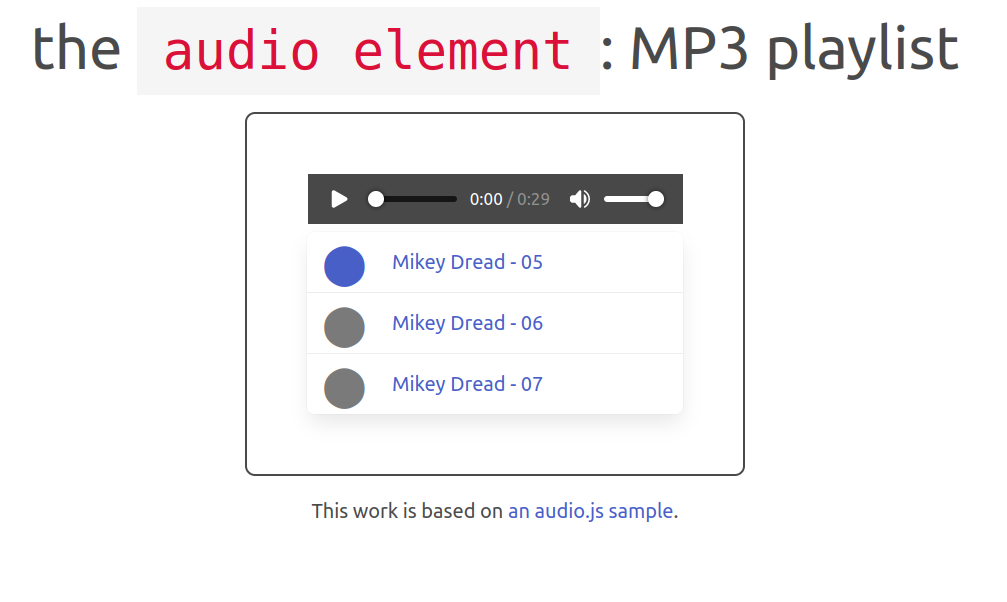 the audio element: MP3 playlist
0:00 / 0:29
Mikey Dread - 05
Mikey Dread - 06
Mikey Dread - 07
This work is based on an audio.js sample.